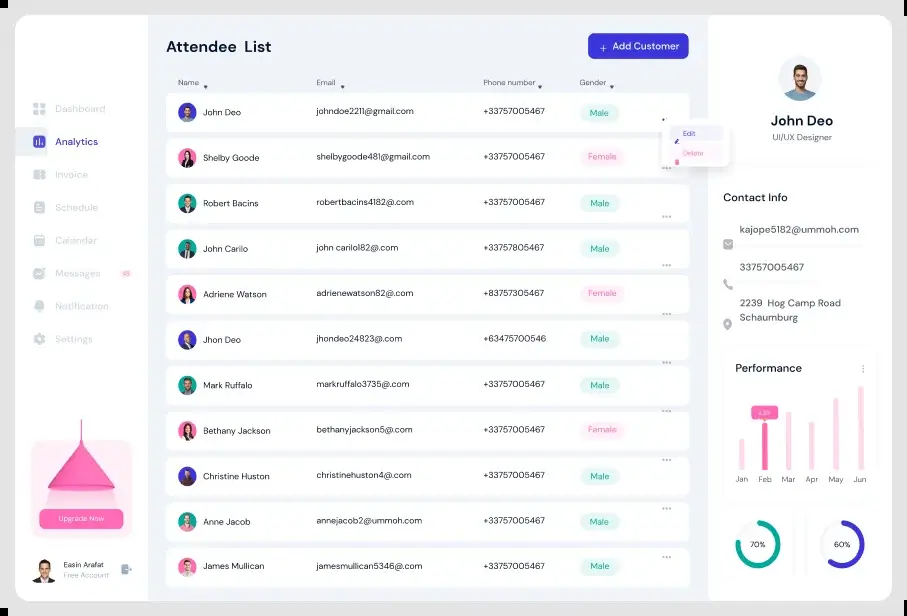 Dashboard
Analytics
Invoice
Schedule
Calendar
Messages
Notification
Settings
Upgrade Now
Easin Arafat
Free Account
Attendee List
+ Add Customer
Name Email Phone number Gender
John Deo johndoe2211@gmail.com +33757005467 Male
Edit
Delete
Shelby Goode shelbygoode481@gmail.com +33757005467 Female
Robert Bacins robertbacins4182@.com +33757005467 Male
John Carilo john carilo182@.com +33757805467 Male
Adriene Watson adrienewatson82@.com +83757305467 Female
Jhon Deo jhondeo24823@.com +63475700546 Male
Mark Ruffalo markruffalo3735@.com +33757005467 Male
Bethany Jackson bethanyjackson5@.com +33757005467 Female
Christine Huston christinehuston4@.com +33757005467 Male
Anne Jacob annejacob2@ummoh.com +33757005467 Male
James Mullican jamesmullican5346@.com +33757005467 Male
John Deo
UI/UX Designer
Contact Info
kajope5182@ummoh.com
33757005467
2239 Hog Camp Road
Schaumburg
Performance
Jan Feb Mar Apr May Jun
70% 60%